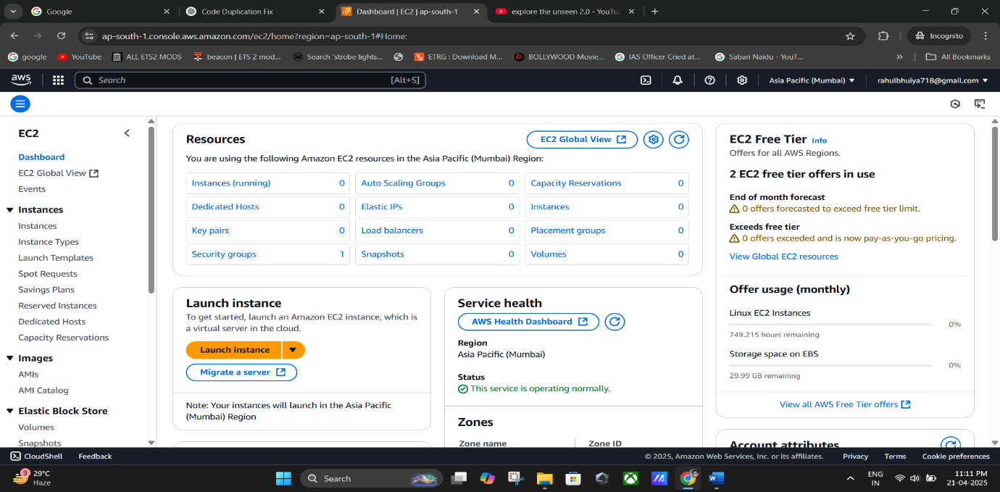 Google
Code Duplication Fix
Dashboard | EC2 | ap-south-1
explore the unseen 2.0 - YouTu
ap-south-1.console.aws.amazon.com/ec2/home?region=ap-south-1#Home:
Incognito
google
YouTube
ALL ETS2 MODS
beacon | ETS 2 mod...
Search 'strobe lights...
ETRG : Download M...
BOLLYWOOD Movie...
IAS Officer Cried at...
Sabari Naidu - YouT...
All Bookmarks
aws
Search
[Alt+S]
Asia Pacific (Mumbai)
rahulbhuiya718@gmail.com
EC2
Dashboard
EC2 Global View
Events
Instances
Instances
Instance Types
Launch Templates
Spot Requests
Savings Plans
Reserved Instances
Dedicated Hosts
Capacity Reservations
Images
AMIs
AMI Catalog
Elastic Block Store
Volumes
Snapshots
Resources
EC2 Global View
You are using the following Amazon EC2 resources in the Asia Pacific (Mumbai) Region:
Instances (running) 0
Auto Scaling Groups 0
Capacity Reservations 0
Dedicated Hosts 0
Elastic IPs 0
Instances 0
Key pairs 0
Load balancers 0
Placement groups 0
Security groups 1
Snapshots 0
Volumes 0
Launch instance
To get started, launch an Amazon EC2 instance, which is
a virtual server in the cloud.
Launch instance
Migrate a server
Note: Your instances will launch in the Asia Pacific
(Mumbai) Region
Service health
AWS Health Dashboard
Region
Asia Pacific (Mumbai)
Status
This service is operating normally.
Zones
Zone name
Zone ID
EC2 Free Tier Info
Offers for all AWS Regions.
2 EC2 free tier offers in use
End of month forecast
0 offers forecasted to exceed free tier limit.
Exceeds free tier
0 offers exceeded and is now pay-as-you-go pricing.
View Global EC2 resources
Offer usage (monthly)
Linux EC2 Instances
0%
749.215 hours remaining
Storage space on EBS
0%
29.99 GB remaining
View all AWS Free Tier offers
Account attributes
CloudShell
Feedback
© 2025, Amazon Web Services, Inc. or its affiliates.
Privacy
Terms
Cookie preferences
9
29°C
Haze
Search
ENG
IN
11:11 PM
21-04-2025